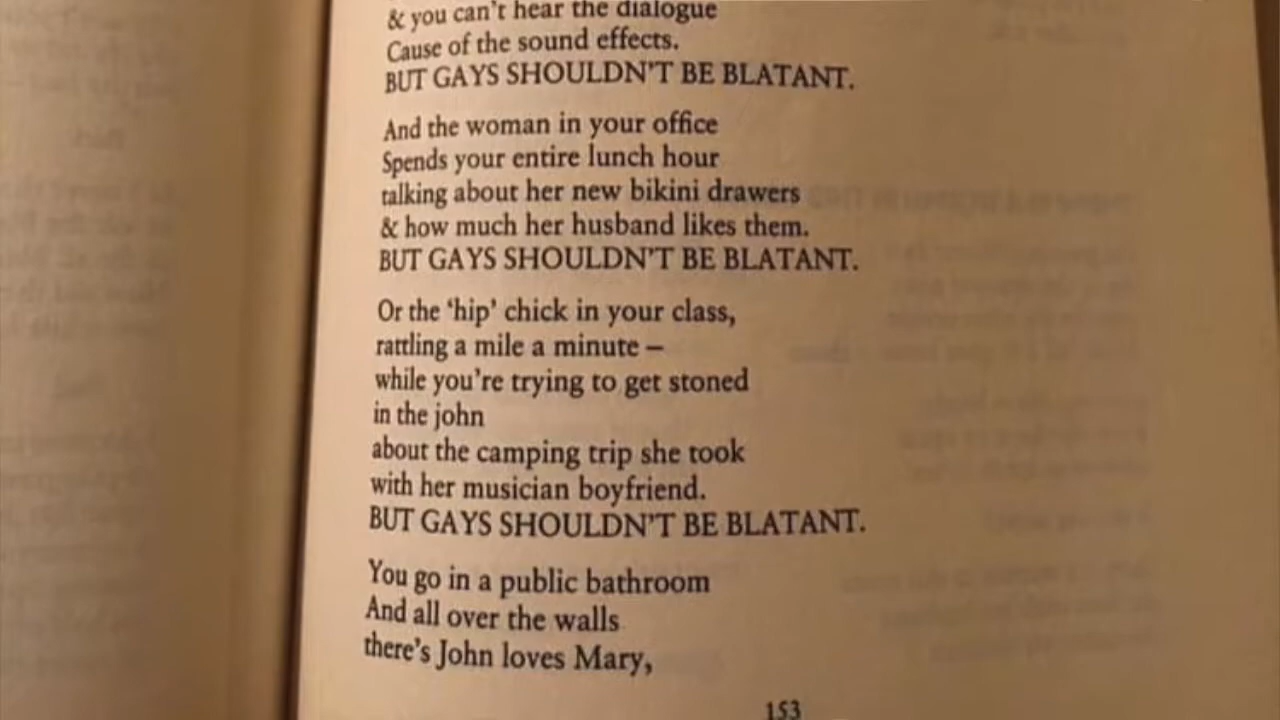 & you can't hear the dialogue
Cause of the sound effects.
BUT GAYS SHOULDN'T BE BLATANT.
And the woman in your office
Spends your entire lunch hour
talking about her new bikini drawers
& how much her husband likes them.
BUT GAYS SHOULDN'T BE BLATANT.
Or the 'hip' chick in your class,
rattling a mile a minute –
while you're trying to get stoned
in the john
about the camping trip she took
with her musician boyfriend.
BUT GAYS SHOULDN'T BE BLATANT.
You go in a public bathroom
And all over the walls
there's John loves Mary,
153